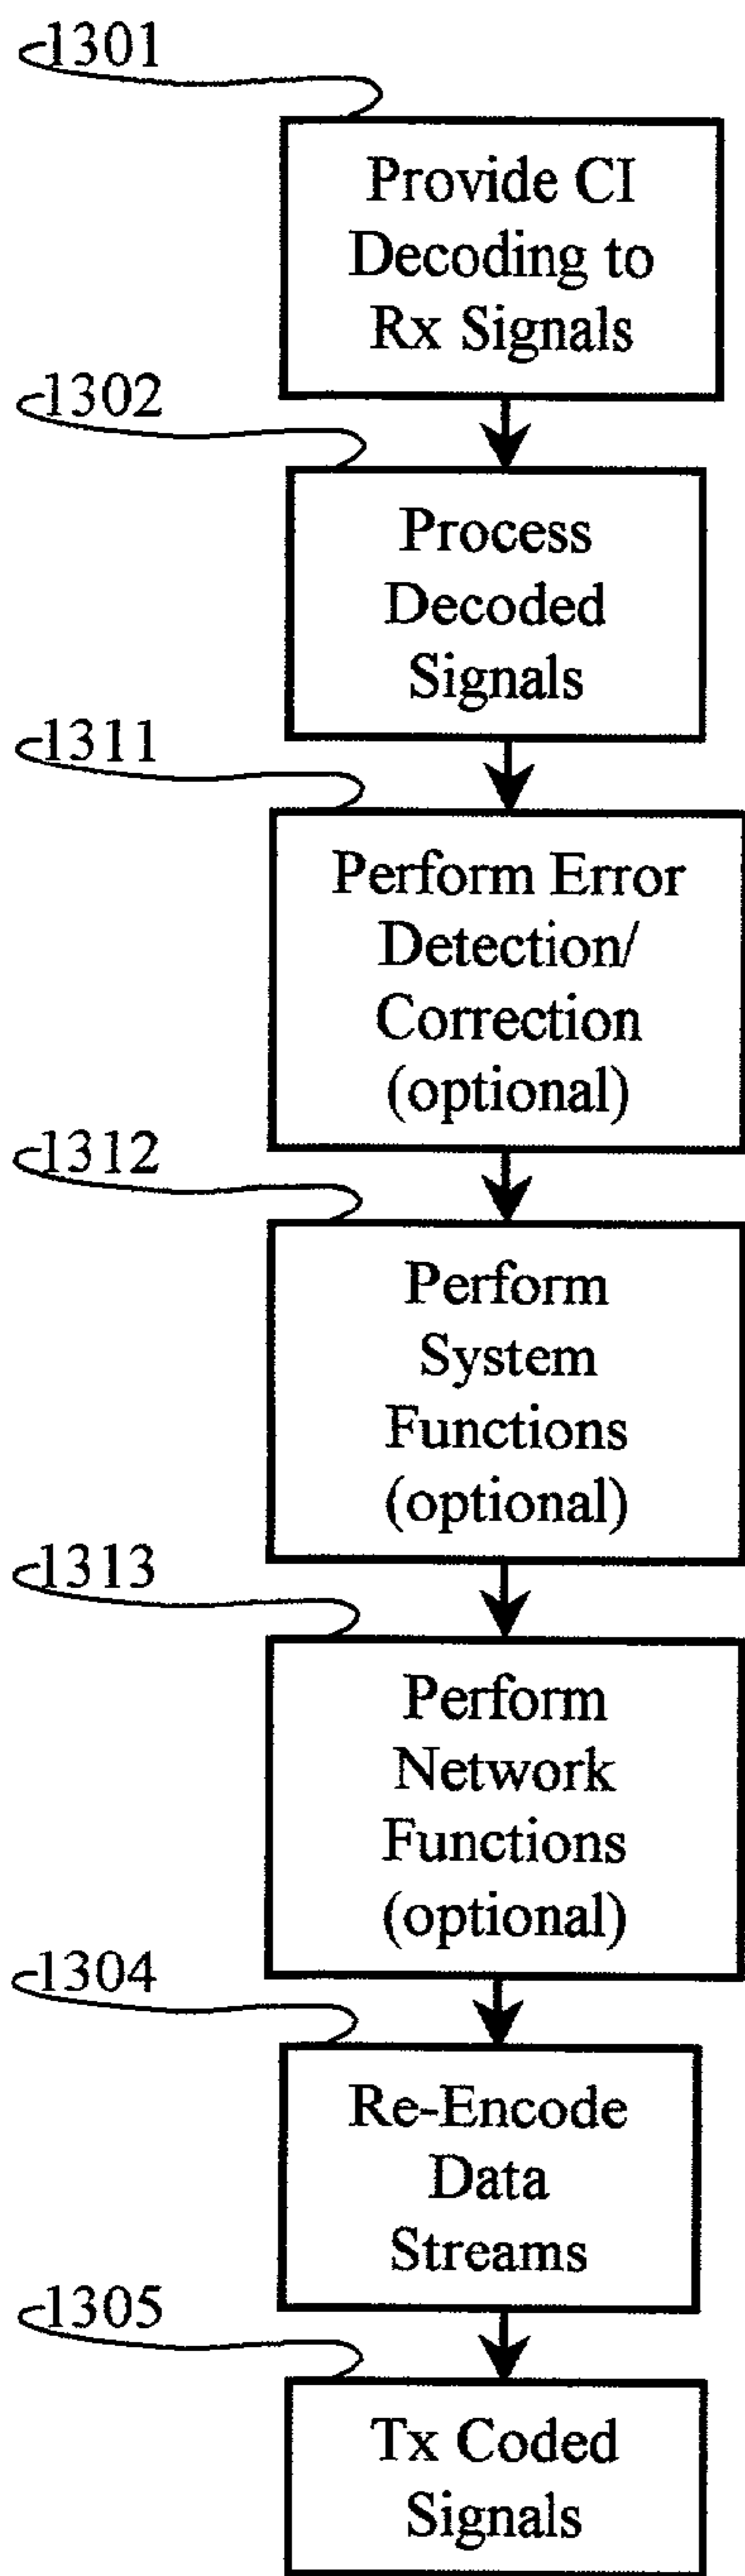 1301
Provide CI
Decoding to
Rx Signals
1302
Process
Decoded
Signals
1311
Perform Error
Detection/
Correction
(optional)
1312
Perform
System
Functions
(optional)
1313
Perform
Network
Functions
(optional)
1304
Re-Encode
Data
Streams
1305
Tx Coded
Signals